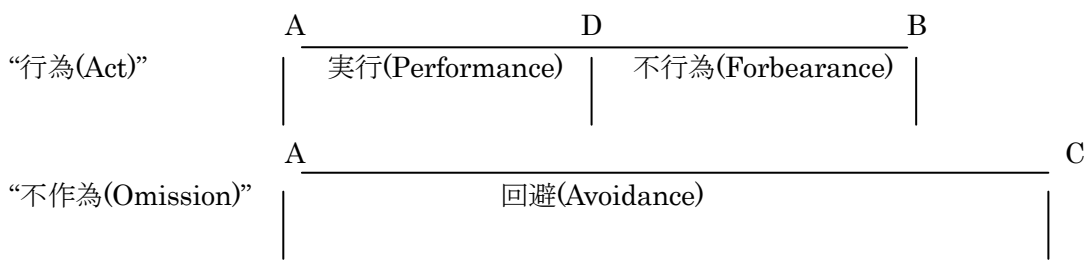 A D B
“行為(Act)” 実行(Performance) 不行為(Forbearance)
A C
“不作為(Omission)” 回避(Avoidance)